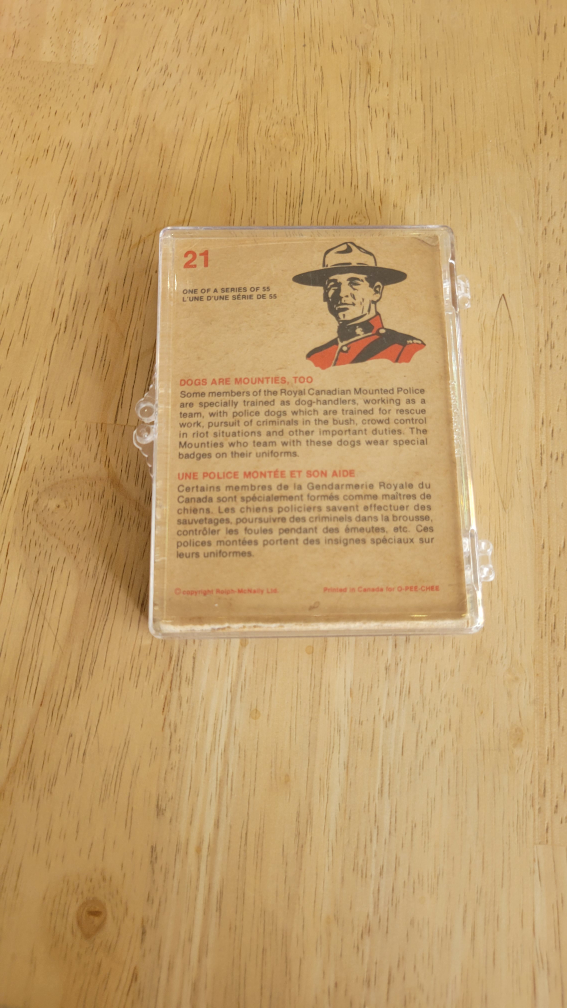 21
ONE OF A SERIES OF 55
L'UNE D'UNE SÉRIE DE 55
DOGS ARE MOUNTIES, TOO
Some members of the Royal Canadian Mounted Police
are specially trained as dog-handlers, working as a
team, with police dogs which are trained for rescue
work, pursuit of criminals in the bush, crowd control
in riot situations and other important duties. The
Mounties who team with these dogs wear special
badges on their uniforms.
UNE POLICE MONTÉE ET SON AIDE
Certains membres de la Gendarmerie Royale du
Canada sont spécialement formés comme maîtres de
chiens. Les chiens policiers savent effectuer des
sauvetages, poursuivre des criminels dans la brousse,
contrôler les foules pendant des émeutes, etc. Ces
polices montées portent des insignes spéciaux sur
leurs uniformes.
© copyright Ralph-McNally Ltd. Printed in Canada for O-PEE-CHEE